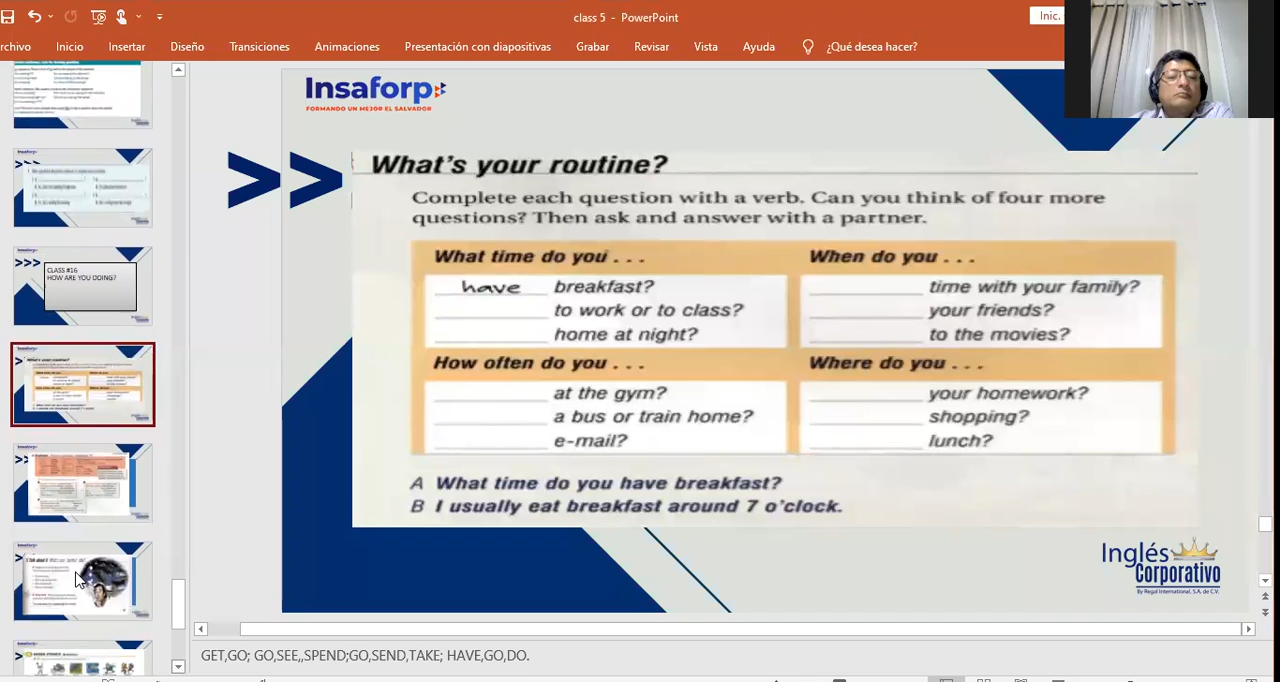 class 5 - PowerPoint
Inic.
rchivo Inicio Insertar Diseño Transiciones Animaciones Presentación con diapositivas Grabar Revisar Vista Ayuda ¿Qué desea hacer?
Insaforp
FORMANDO UN MEJOR EL SALVADOR
CLASS #16
HOW ARE YOU DOING?
What's your routine?
Complete each question with a verb. Can you think of four more
questions? Then ask and answer with a partner.
What time do you . . .
have breakfast?
to work or to class?
home at night?
When do you . . .
time with your family?
your friends?
to the movies?
How often do you . . .
at the gym?
a bus or train home?
e-mail?
Where do you . . .
your homework?
shopping?
lunch?
A What time do you have breakfast?
B I usually eat breakfast around 7 o'clock.
Inglés
Corporativo
By Regal International, S.A. de C.V.
GET,GO; GO,SEE,,SPEND;GO,SEND,TAKE; HAVE,GO,DO.